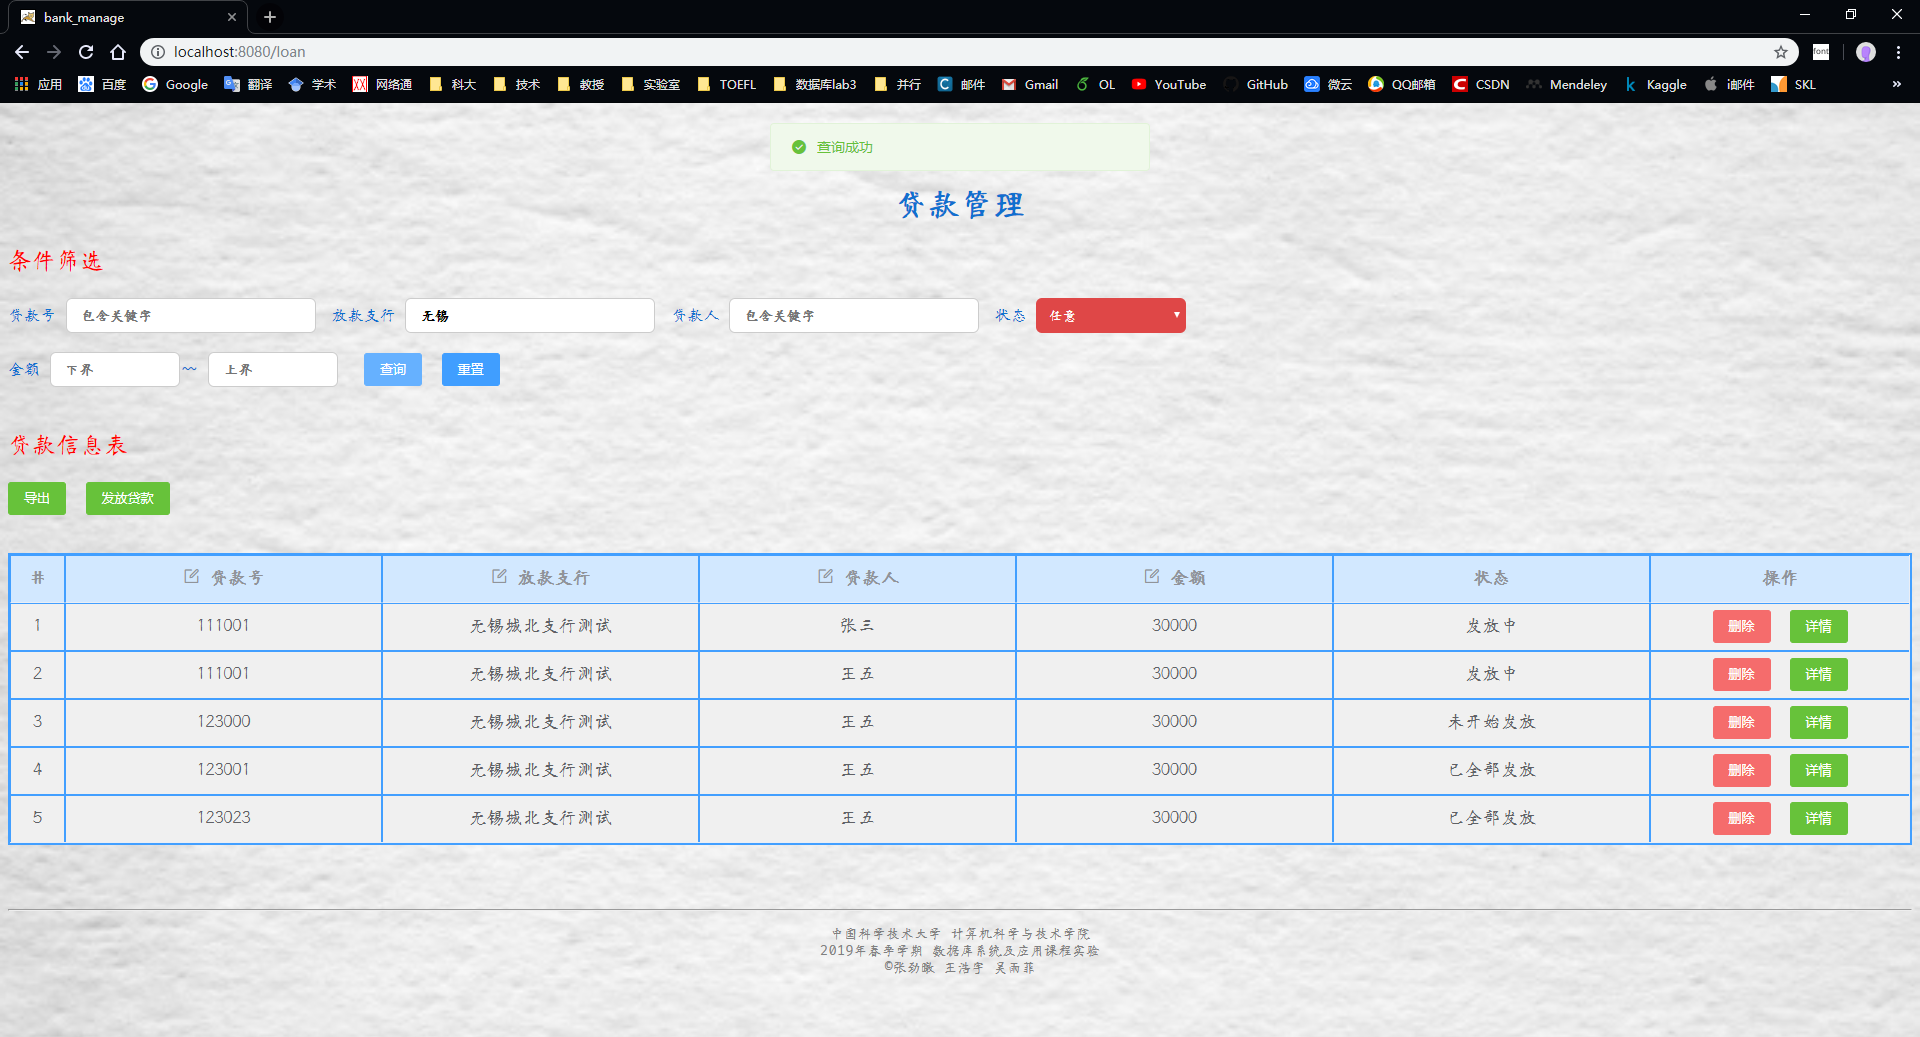 bank_manage
localhost:8080/loan
font
应用 百度 Google 翻译 学术 网络通 科大 技术 教授 实验室 TOEFL 数据库lab3 并行 邮件 Gmail OL YouTube GitHub 微云 QQ邮箱 CSDN Mendeley Kaggle i邮件 SKL »
查询成功
贷款管理
条件筛选
贷款号 包含关键字 放款支行 无锡 贷款人 包含关键字 状态 任意
金额 下界 ~ 上界 查询 重置
贷款信息表
导出 发放贷款
# 贷款号 放款支行 贷款人 金额 状态 操作
1 111001 无锡城北支行测试 张三 30000 发放中 删除 详情
2 111001 无锡城北支行测试 王五 30000 发放中 删除 详情
3 123000 无锡城北支行测试 王五 30000 未开始发放 删除 详情
4 123001 无锡城北支行测试 王五 30000 已全部发放 删除 详情
5 123023 无锡城北支行测试 王五 30000 已全部发放 删除 详情
中国科学技术大学 计算机科学与技术学院
2019年春季学期 数据库系统及应用课程实验
©张劲暾 王浩宇 吴雨菲